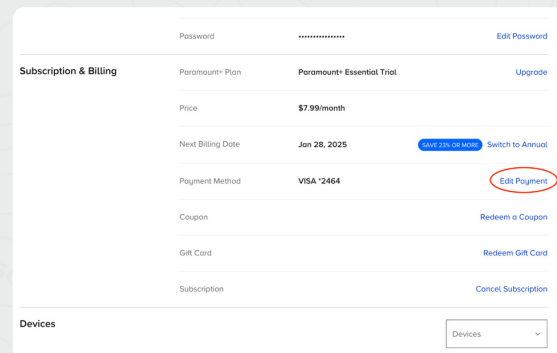 Password •••••••••••••••• Edit Password
Subscription & Billing Paramount+ Plan Paramount+ Essential Trial Upgrade
Price $7.99/month
Next Billing Date Jan 28, 2025 SAVE 23% OR MORE Switch to Annual
Payment Method VISA *2464 Edit Payment
Coupon Redeem a Coupon
Gift Card Redeem Gift Card
Subscription Cancel Subscription
Devices
Devices